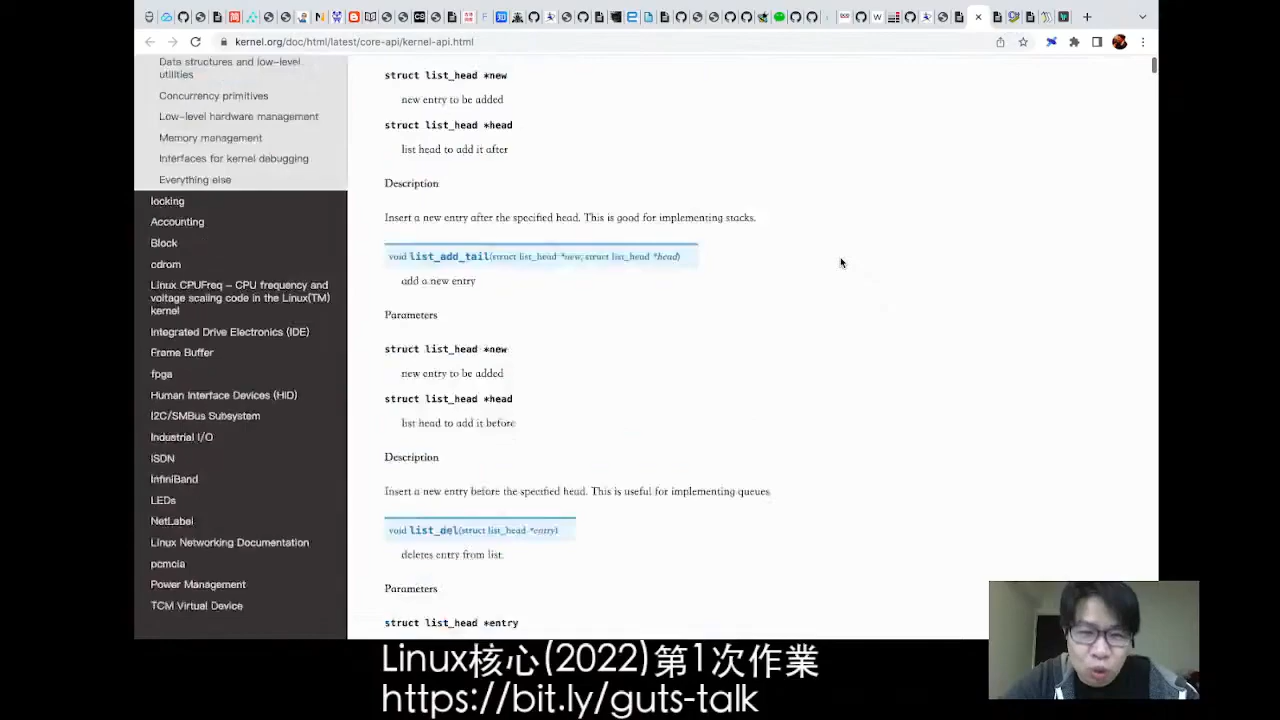 kernel.org/doc/html/latest/core-api/kernel-api.html
Data structures and low-level
utilities
Concurrency primitives
Low-level hardware management
Memory management
Interfaces for kernel debugging
Everything else
locking
Accounting
Block
cdrom
Linux CPUFreq - CPU frequency and
voltage scaling code in the Linux(TM)
kernel
Integrated Drive Electronics (IDE)
Frame Buffer
fpga
Human Interface Devices (HID)
I2C/SMBus Subsystem
Industrial I/O
ISDN
InfiniBand
LEDs
NetLabel
Linux Networking Documentation
pcmcia
Power Management
TCM Virtual Device
struct list_head *new
new entry to be added
struct list_head *head
list head to add it after
Description
Insert a new entry after the specified head. This is good for implementing stacks.
void list_add_tail(struct list_head *new, struct list_head *head)
add a new entry
Parameters
struct list_head *new
new entry to be added
struct list_head *head
list head to add it before
Description
Insert a new entry before the specified head. This is useful for implementing queues.
void list_del(struct list_head *entry)
deletes entry from list.
Parameters
struct list_head *entry
Linux核心(2022)第1次作業
https://bit.ly/guts-talk